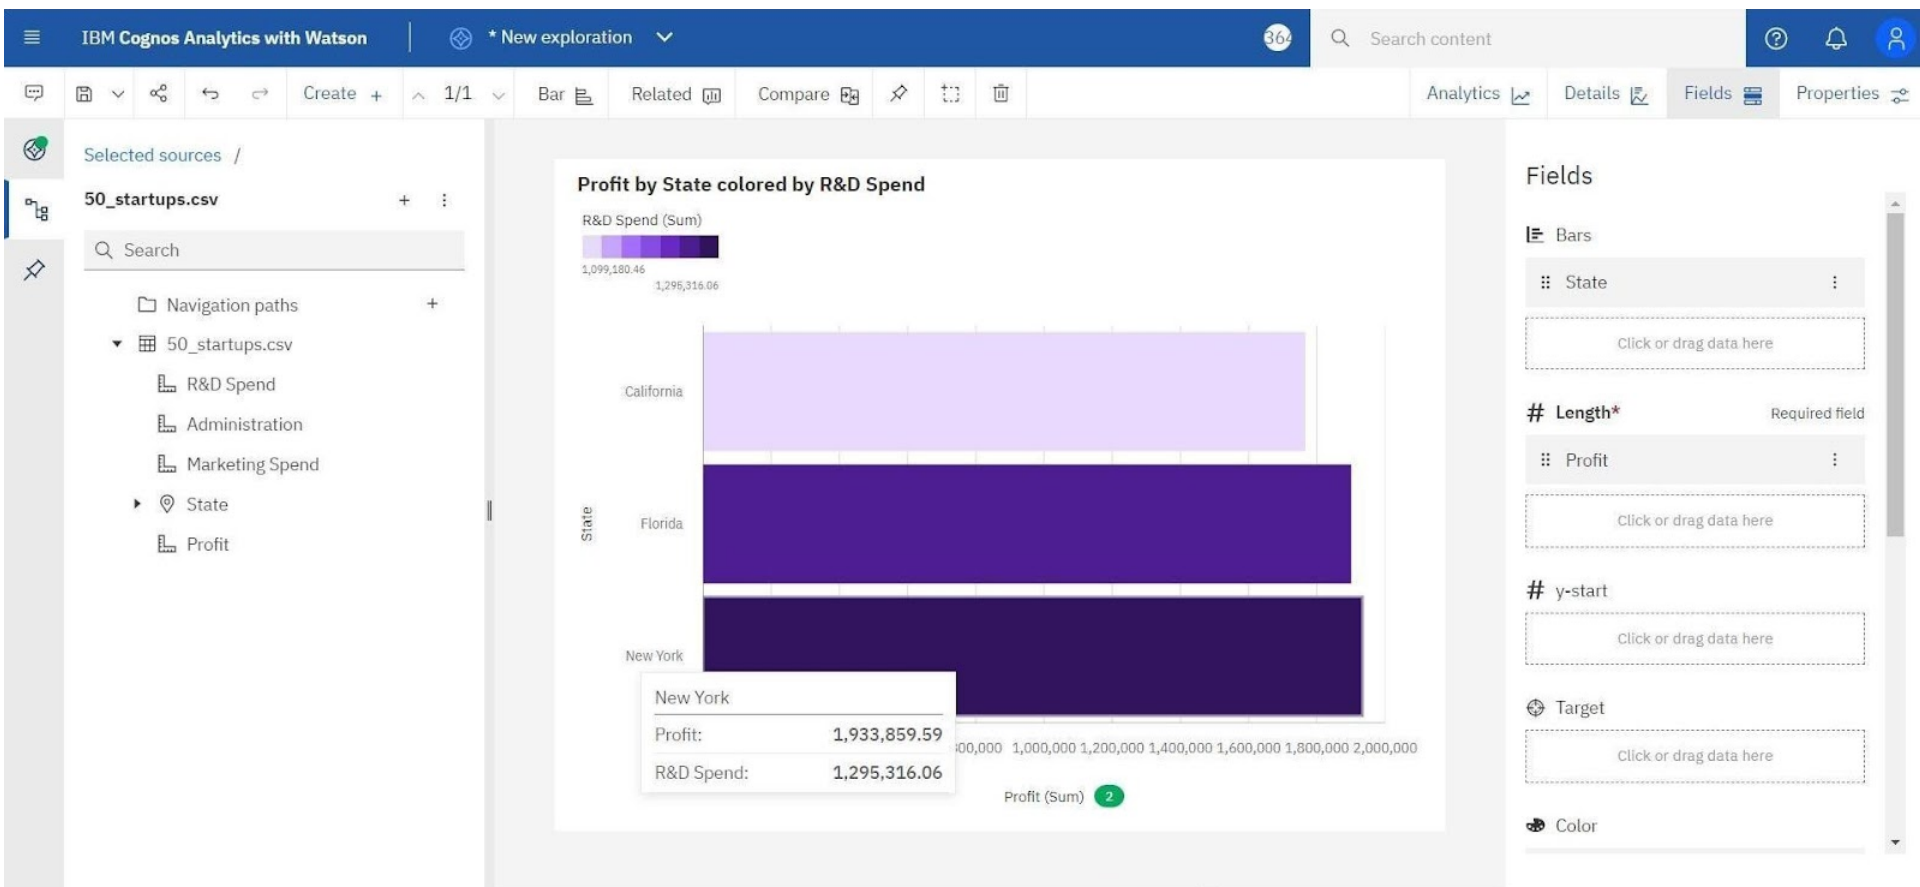 IBM Cognos Analytics with Watson
* New exploration
Search content
Create +
1/1
Bar
Related
Compare
Analytics
Details
Fields
Properties
Selected sources /
50_startups.csv
Search
Navigation paths
50_startups.csv
R&D Spend
Administration
Marketing Spend
State
Profit
Profit by State colored by R&D Spend
R&D Spend (Sum)
1,099,180.46
1,295,316.06
California
Florida
New York
State
New York
Profit: 1,933,859.59
R&D Spend: 1,295,316.06
1,000,000 1,200,000 1,400,000 1,600,000 1,800,000 2,000,000
Profit (Sum) 2
Fields
Bars
State
Click or drag data here
# Length* Required field
Profit
Click or drag data here
# y-start
Click or drag data here
Target
Click or drag data here
Color